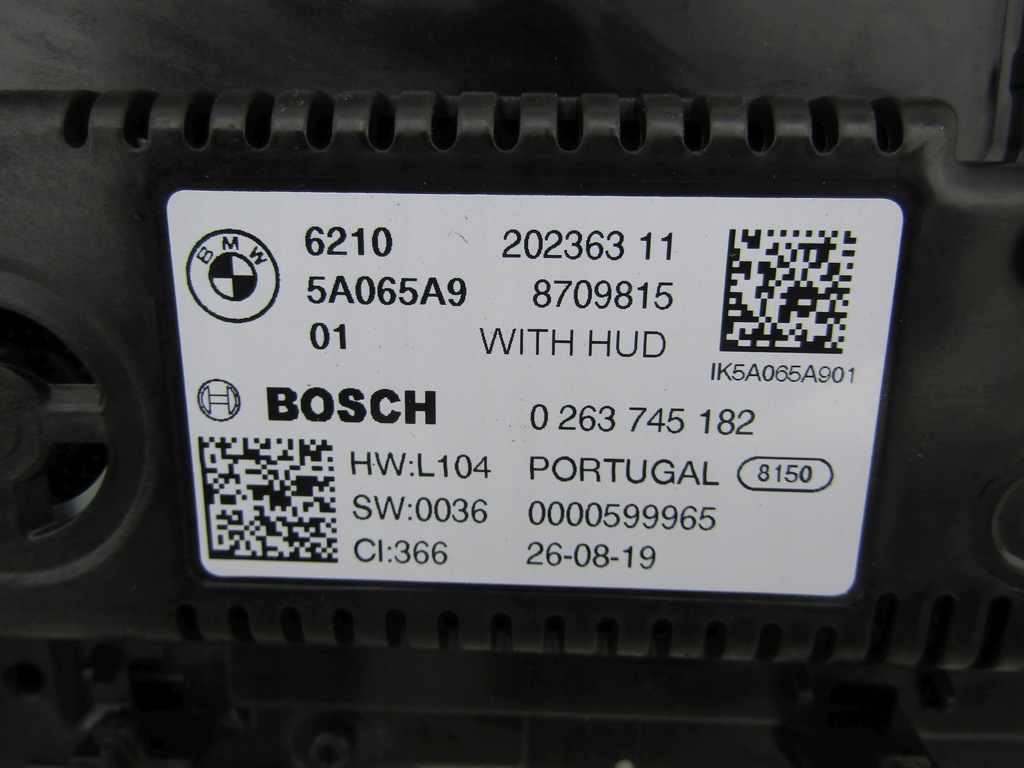 BMW
6210 202363 11
5A065A9 8709815
01 WITH HUD
IK5A065A901
BOSCH 0 263 745 182
HW:L104 PORTUGAL 8150
SW:0036 0000599965
CI:366 26-08-19